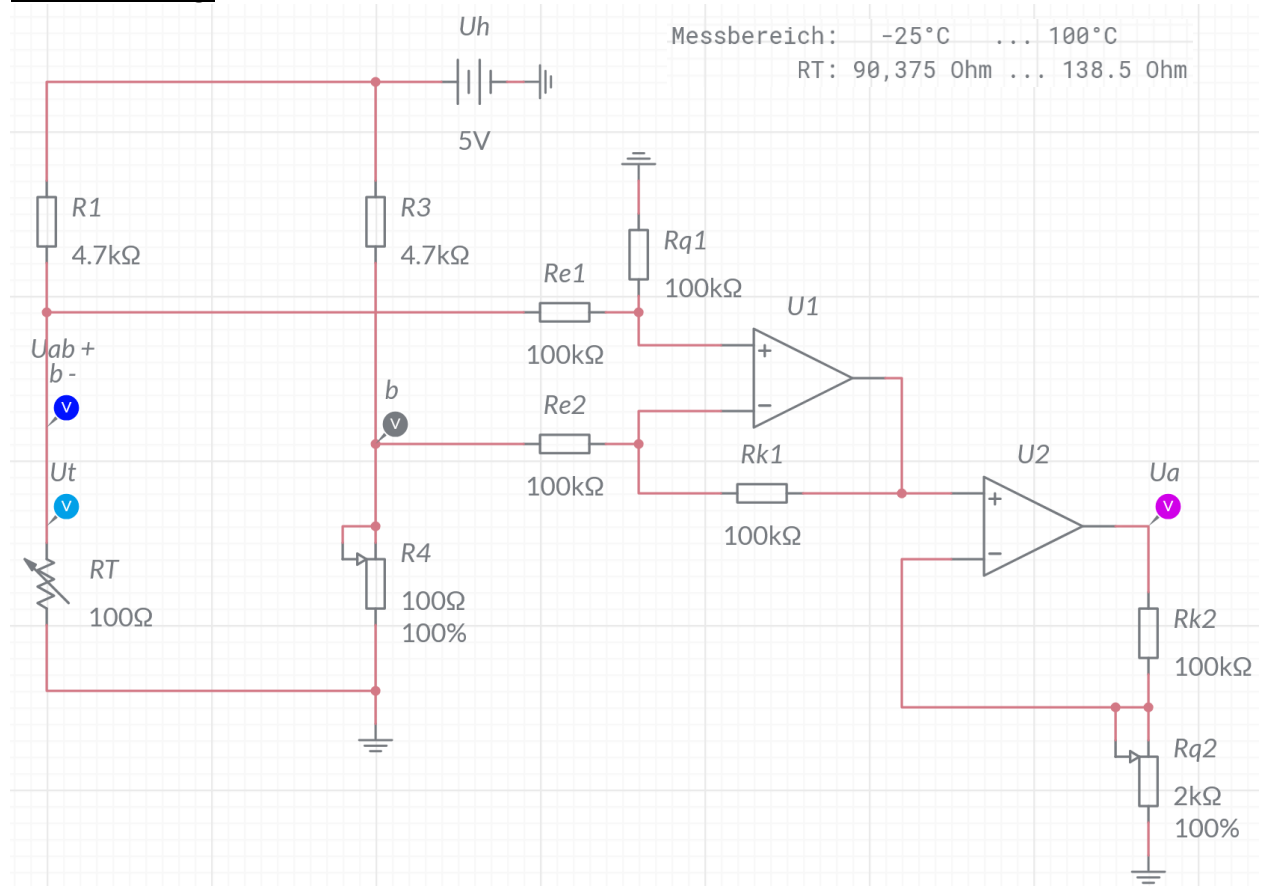 Uh
Messbereich: -25°C ... 100°C
RT: 90,375 Ohm ... 138.5 Ohm
5V
R1
4.7kΩ
R3
4.7kΩ
Rq1
100kΩ
Re1
100kΩ
U1
+
−
Uab +
b -
V
b
V
Re2
100kΩ
Rk1
100kΩ
U2
+
−
Ua
V
Ut
V
RT
100Ω
R4
100Ω
100%
Rk2
100kΩ
Rq2
2kΩ
100%